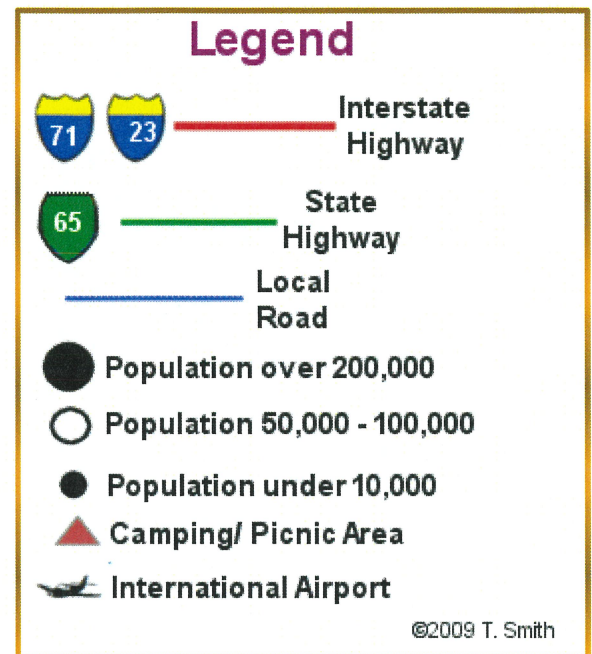 Legend
71 23 Interstate
Highway
65 State
Highway
Local
Road
Population over 200,000
Population 50,000 - 100,000
Population under 10,000
Camping/ Picnic Area
International Airport
©2009 T. Smith